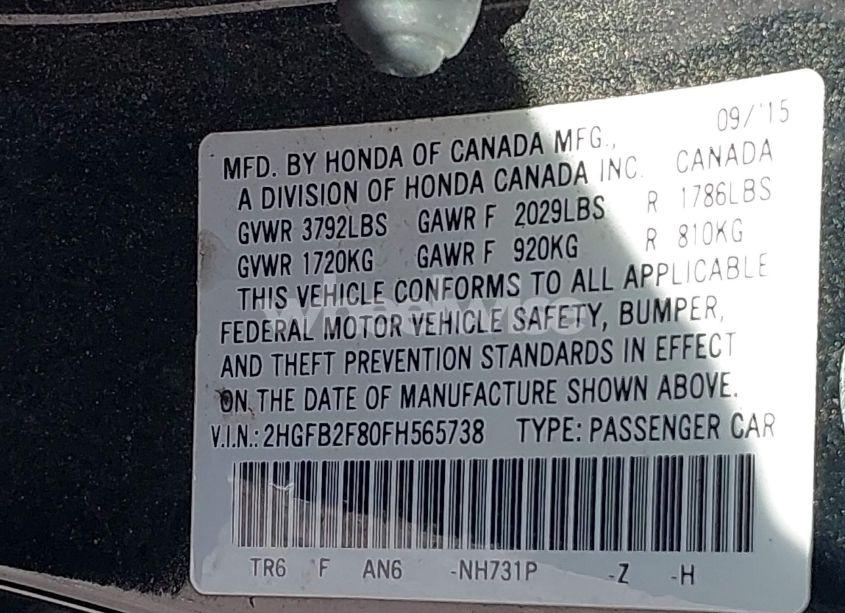 09/'15
MFD. BY HONDA OF CANADA MFG.,
A DIVISION OF HONDA CANADA INC. CANADA
GVWR 3792LBS GAWR F 2029LBS R 1786LBS
GVWR 1720KG GAWR F 920KG R 810KG
THIS VEHICLE CONFORMS TO ALL APPLICABLE
wheelwise
FEDERAL MOTOR VEHICLE SAFETY, BUMPER,
AND THEFT PREVENTION STANDARDS IN EFFECT
ON THE DATE OF MANUFACTURE SHOWN ABOVE.
V.I.N.: 2HGFB2F80FH565738 TYPE: PASSENGER CAR
TR6 F AN6 -NH731P -Z -H